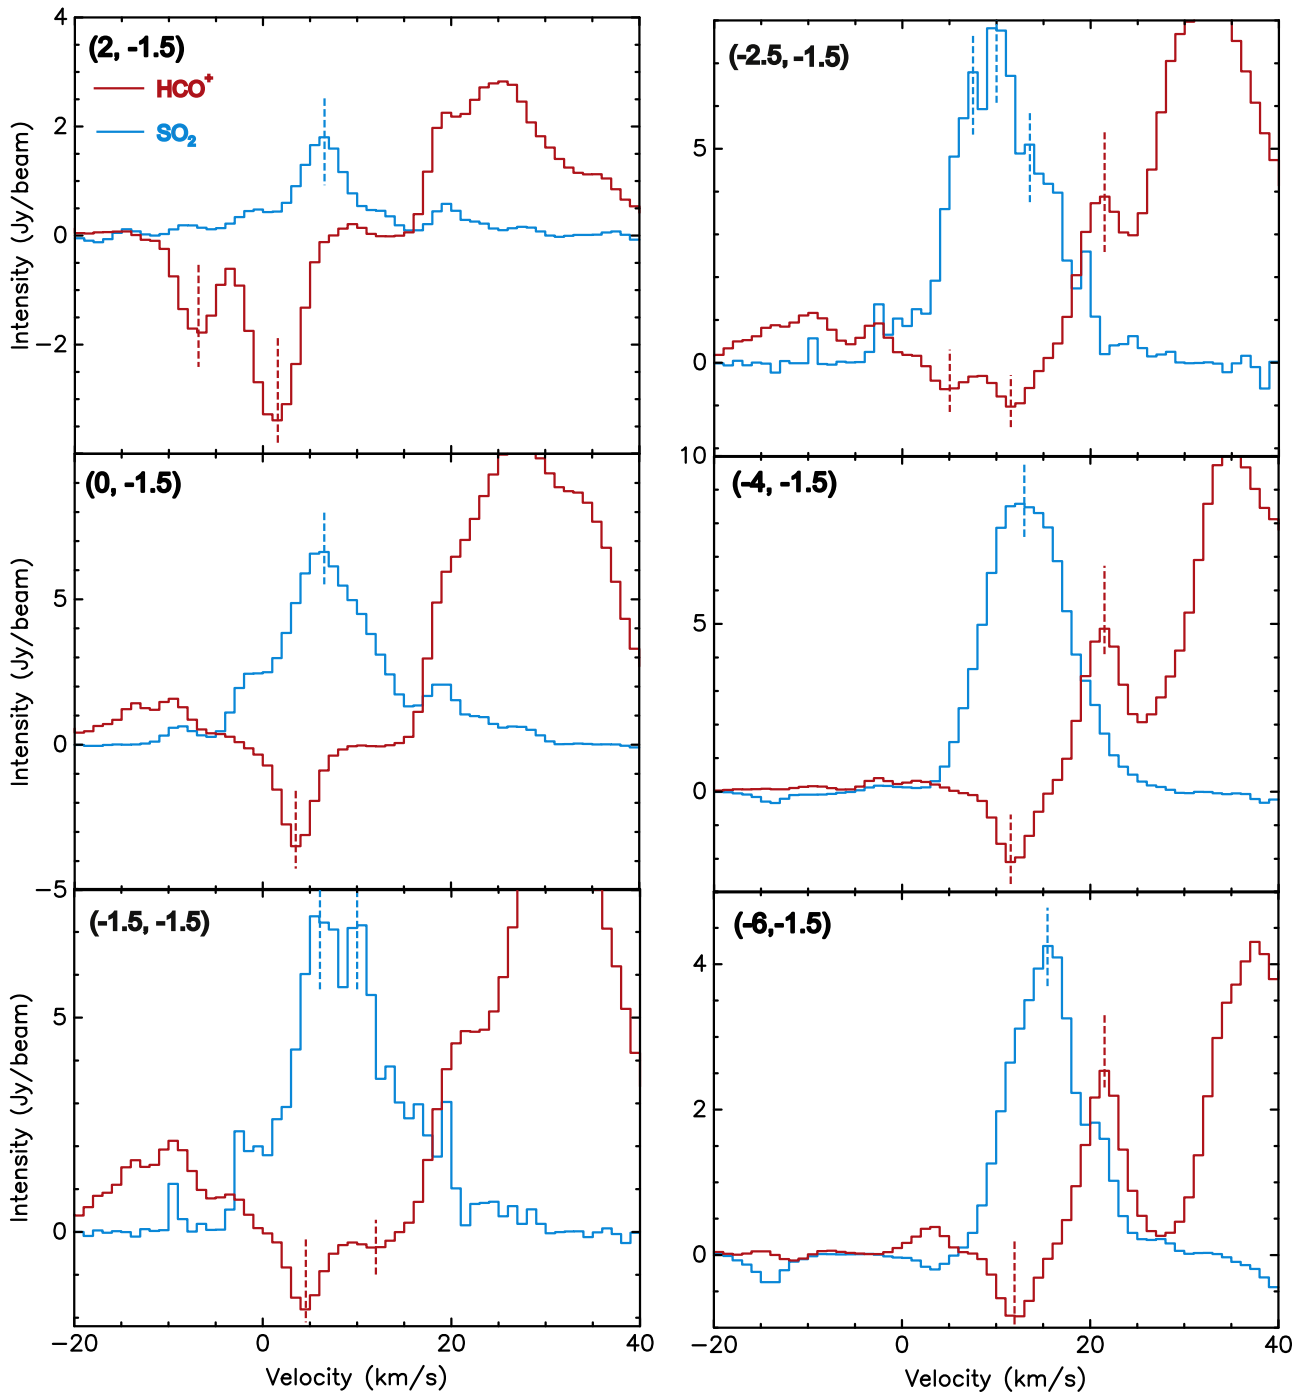 4
(2, -1.5)
HCO+
SO2
2
0
−2
Intensity (Jy/beam)
(0, -1.5)
5
0
−5
Intensity (Jy/beam)
(-1.5, -1.5)
5
0
Intensity (Jy/beam)
−20 0 20 40
Velocity (km/s)
(-2.5, -1.5)
5
0
10
(-4, -1.5)
5
0
(-6,-1.5)
4
2
0
−20 0 20 40
Velocity (km/s)